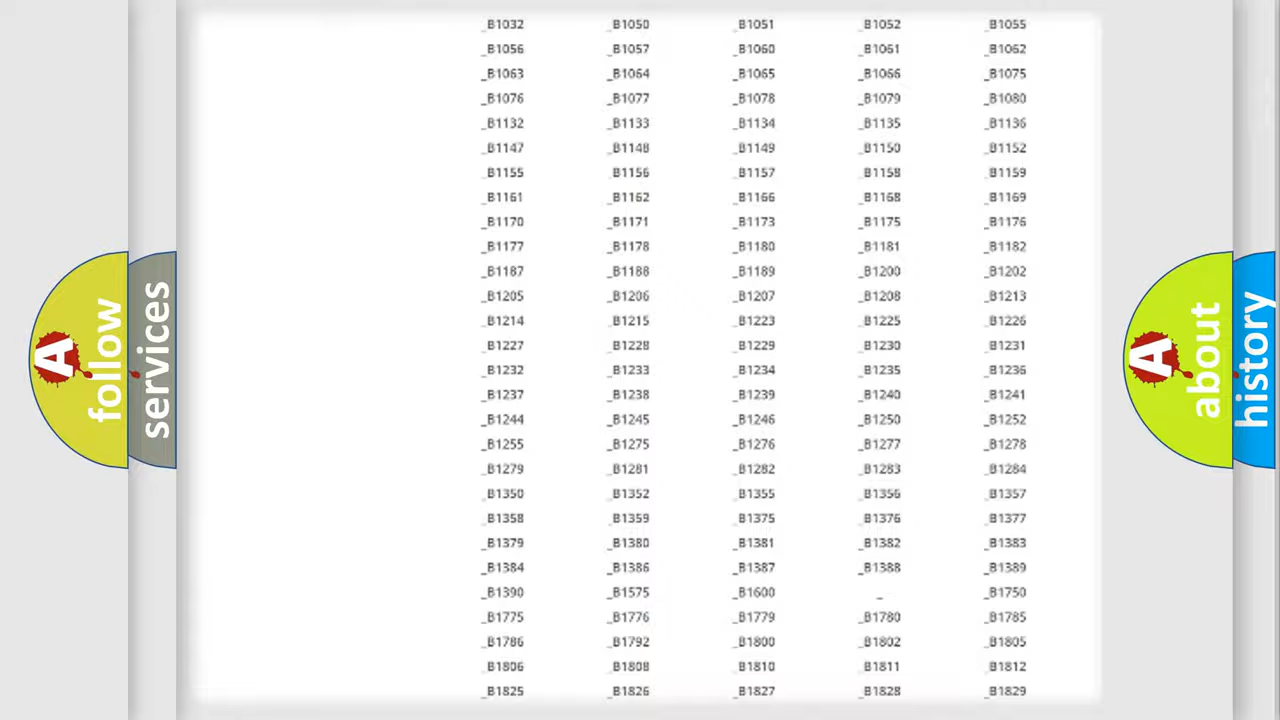 _B1032 _B1050 _B1051 _B1052 _B1055
_B1056 _B1057 _B1060 _B1061 _B1062
_B1063 _B1064 _B1065 _B1066 _B1075
_B1076 _B1077 _B1078 _B1079 _B1080
_B1132 _B1133 _B1134 _B1135 _B1136
_B1147 _B1148 _B1149 _B1150 _B1152
_B1155 _B1156 _B1157 _B1158 _B1159
_B1161 _B1162 _B1166 _B1168 _B1169
_B1170 _B1171 _B1173 _B1175 _B1176
_B1177 _B1178 _B1180 _B1181 _B1182
_B1187 _B1188 _B1189 _B1200 _B1202
_B1205 _B1206 _B1207 _B1208 _B1213
_B1214 _B1215 _B1223 _B1225 _B1226
_B1227 _B1228 _B1229 _B1230 _B1231
_B1232 _B1233 _B1234 _B1235 _B1236
_B1237 _B1238 _B1239 _B1240 _B1241
_B1244 _B1245 _B1246 _B1250 _B1252
_B1255 _B1275 _B1276 _B1277 _B1278
_B1279 _B1281 _B1282 _B1283 _B1284
_B1350 _B1352 _B1355 _B1356 _B1357
_B1358 _B1359 _B1375 _B1376 _B1377
_B1379 _B1380 _B1381 _B1382 _B1383
_B1384 _B1386 _B1387 _B1388 _B1389
_B1390 _B1575 _B1600 _ _B1750
_B1775 _B1776 _B1779 _B1780 _B1785
_B1786 _B1792 _B1800 _B1802 _B1805
_B1806 _B1808 _B1810 _B1811 _B1812
_B1825 _B1826 _B1827 _B1828 _B1829
A
follow
services
A
about
history